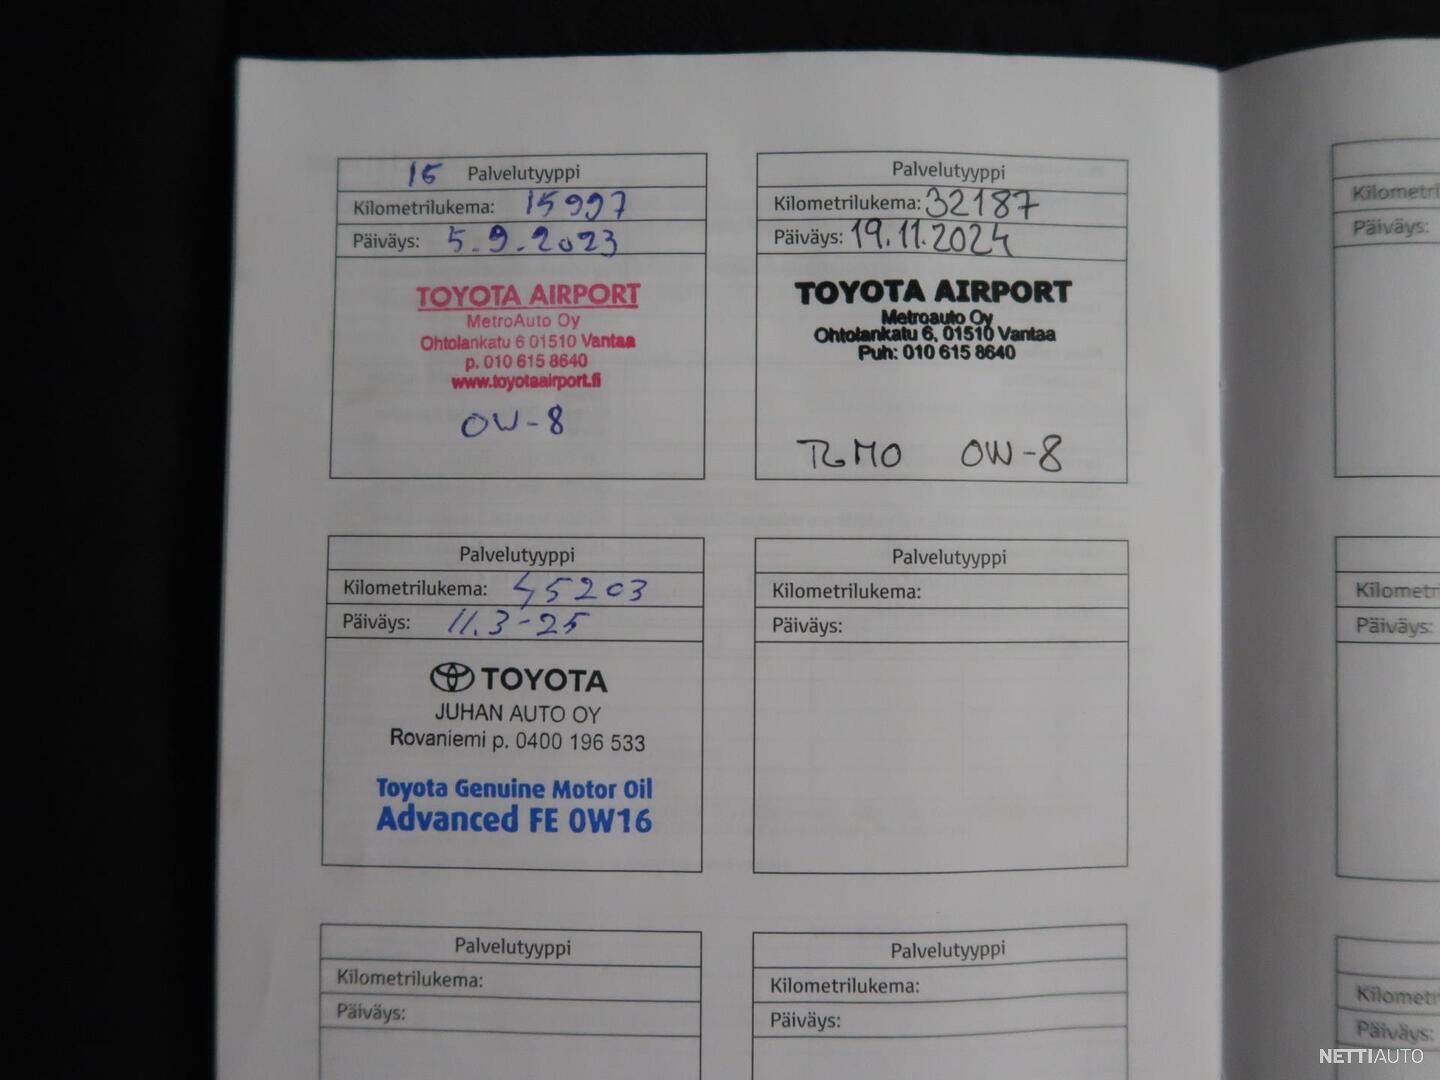 15 Palvelutyyppi
Kilometrilukema: 15997
Päiväys: 5.9.2023
TOYOTA AIRPORT
MetroAuto Oy
Ohtolankatu 6 01510 Vantaa
p. 010 615 8640
www.toyotaairport.fi
0W-8
Palvelutyyppi
Kilometrilukema: 32187
Päiväys: 19.11.2024
TOYOTA AIRPORT
Metroauto Oy
Ohtolankatu 6, 01510 Vantaa
Puh: 010 615 8640
0W-8
Palvelutyyppi
Kilometrilukema: 45203
Päiväys: 11.3-25
TOYOTA
JUHAN AUTO OY
Rovaniemi p. 0400 196 533
Toyota Genuine Motor Oil
Advanced FE 0W16
Palvelutyyppi
Kilometrilukema:
Päiväys:
Palvelutyyppi
Kilometrilukema:
Päiväys:
Palvelutyyppi
Kilometrilukema:
Päiväys:
Kilometri
Päiväys:
Kilometri
Päiväys:
Kilometri
Päiväys:
NETTIAUTO